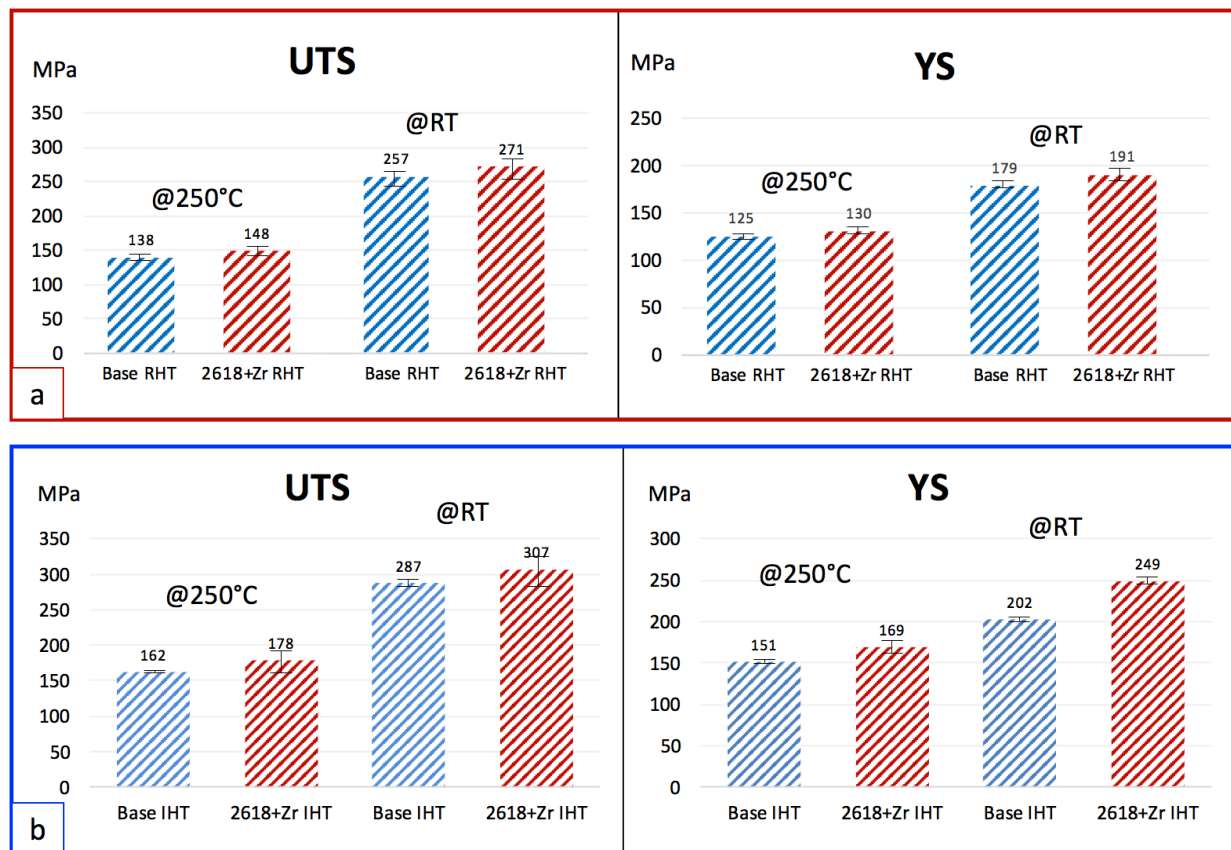 UTS
MPa
@RT
@250°C
350
300
250
200
150
100
50
0
138
148
257
271
Base RHT
2618+Zr RHT
Base RHT
2618+Zr RHT
a
YS
MPa
@RT
@250°C
250
200
150
100
50
0
125
130
179
191
Base RHT
2618+Zr RHT
Base RHT
2618+Zr RHT
UTS
MPa
@RT
@250°C
350
300
250
200
150
100
50
0
162
178
287
307
Base IHT
2618+Zr IHT
Base IHT
2618+Zr IHT
b
YS
MPa
@RT
@250°C
300
250
200
150
100
50
0
151
169
202
249
Base IHT
2618+Zr IHT
Base IHT
2618+Zr IHT